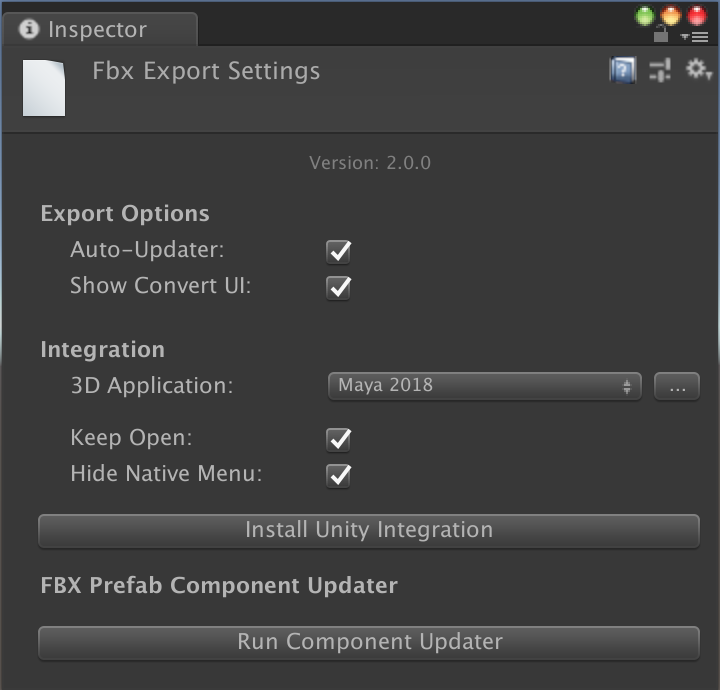 Inspector
Fbx Export Settings
Version: 2.0.0
Export Options
Auto-Updater:
Show Convert UI:
Integration
3D Application: Maya 2018 ...
Keep Open:
Hide Native Menu:
Install Unity Integration
FBX Prefab Component Updater
Run Component Updater